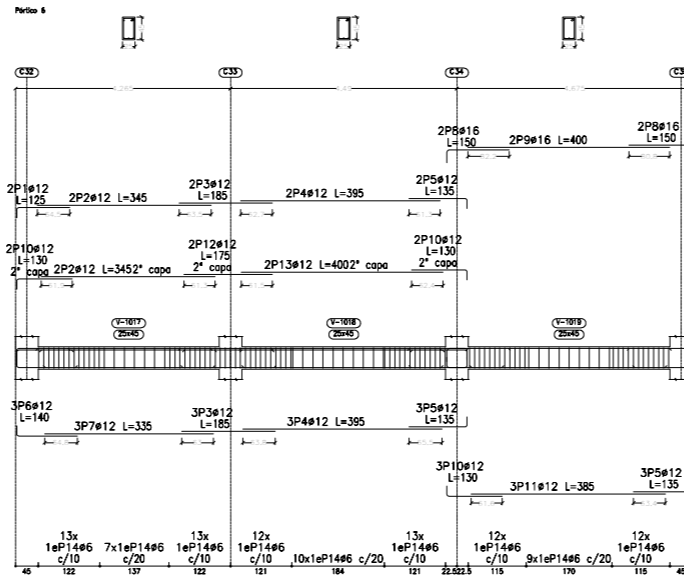 Pórtico 6
C32 C33 C34
2P8ø16 2P8ø16
L=150 2P9ø16 L=400 L=150
2P1ø12 2P3ø12 2P5ø12
L=125 2P2ø12 L=345 L=185 2P4ø12 L=395 L=135
2P10ø12 2P12ø12 2P10ø12
L=130 L=175 L=130
2ª capa 2P2ø12 L=3452ª capa 2ª capa 2P13ø12 L=4002ª capa 2ª capa
V-1017 V-1018 V-1019
25x45 25x45 25x45
3P6ø12 3P3ø12 3P5ø12
L=140 3P7ø12 L=335 L=185 3P4ø12 L=395 L=135
3P10ø12 3P5ø12
L=130 3P11ø12 L=385 L=135
13x 13x 12x 13x 12x 12x
1eP14ø6 7x1eP14ø6 1eP14ø6 1eP14ø6 1eP14ø6 1eP14ø6 1eP14ø6
c/10 c/20 c/10 c/10 10x1eP14ø6 c/20 c/10 c/10 9x1eP14ø6 c/20 c/10
45 122 137 122 121 184 121 22.522.5 115 170 115 45